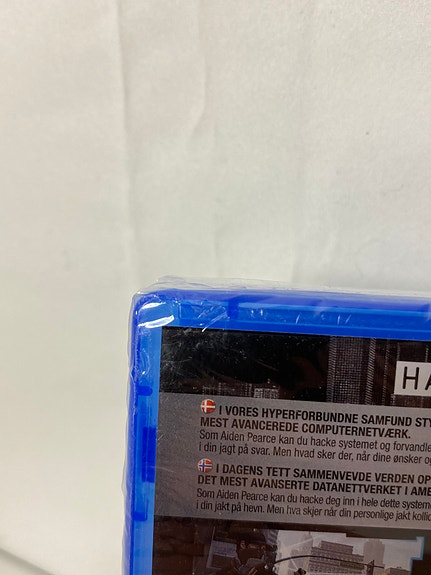 HA
I VORES HYPERFORBUNDNE SAMFUND STY
MEST AVANCEREDE COMPUTERNETVÆRK.
Som Aiden Pearce kan du hacke systemet og forvandle
i din jagt på svar. Men hvad sker der, når dine ønsker og
I DAGENS TETT SAMMENVEVDE VERDEN OP
DET MEST AVANSERTE DATANETTVERKET I AME
Som Aiden Pearce kan du hacke deg inn i hele dette systeme
i din jakt på hevn. Men hva skjer når din personlige jakt kollic